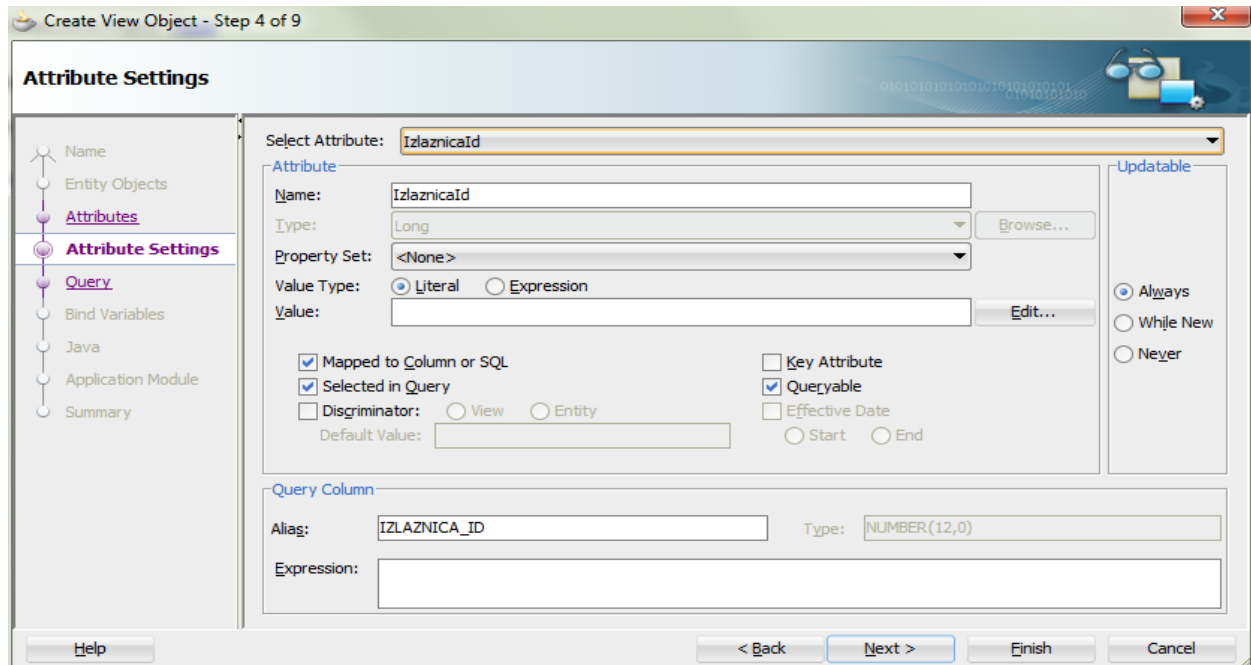 Create View Object - Step 4 of 9
Attribute Settings
Name
Entity Objects
Attributes
Attribute Settings
Query
Bind Variables
Java
Application Module
Summary
Select Attribute: IzlaznicaId
Attribute
Name: IzlaznicaId
Type: Long Browse...
Property Set: <None>
Value Type: Literal Expression
Value: Edit...
Mapped to Column or SQL Key Attribute
Selected in Query Queryable
Discriminator: View Entity Effective Date
Default Value: Start End
Updatable
Always
While New
Never
Query Column
Alias: IZLAZNICA_ID Type: NUMBER(12,0)
Expression:
Help < Back Next > Finish Cancel